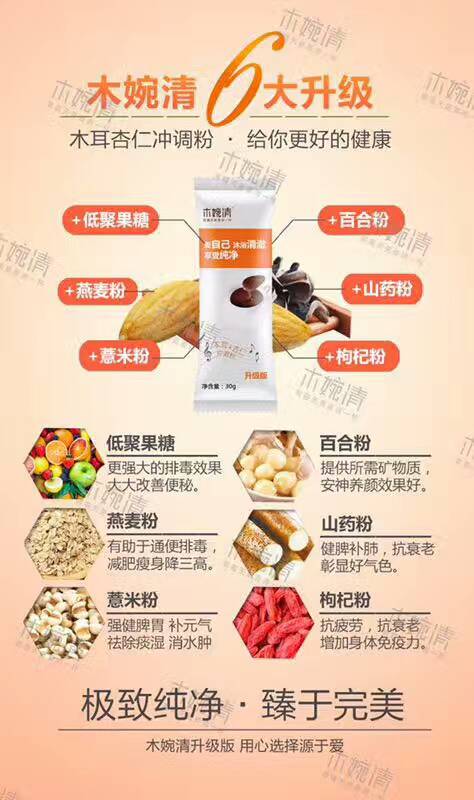 木婉清6大升级
木耳杏仁冲调粉 · 给你更好的健康
+低聚果糖
+百合粉
+燕麦粉
+山药粉
+薏米粉
+枸杞粉
木婉清
自己 沐浴清澈
享受纯净
木耳+杏仁
升级版
净含量：30g
低聚果糖
更强大的排毒效果
大大改善便秘。
百合粉
提供所需矿物质，
安神养颜效果好。
燕麦粉
有助于通便排毒，
减肥瘦身降三高。
山药粉
健脾补肺，抗衰老
彰显好气色。
薏米粉
强健脾胃 补元气
祛除痰湿 消水肿
枸杞粉
抗疲劳，抗衰老
增加身体免疫力。
极致纯净 · 臻于完美
木婉清升级版 用心选择源于爱